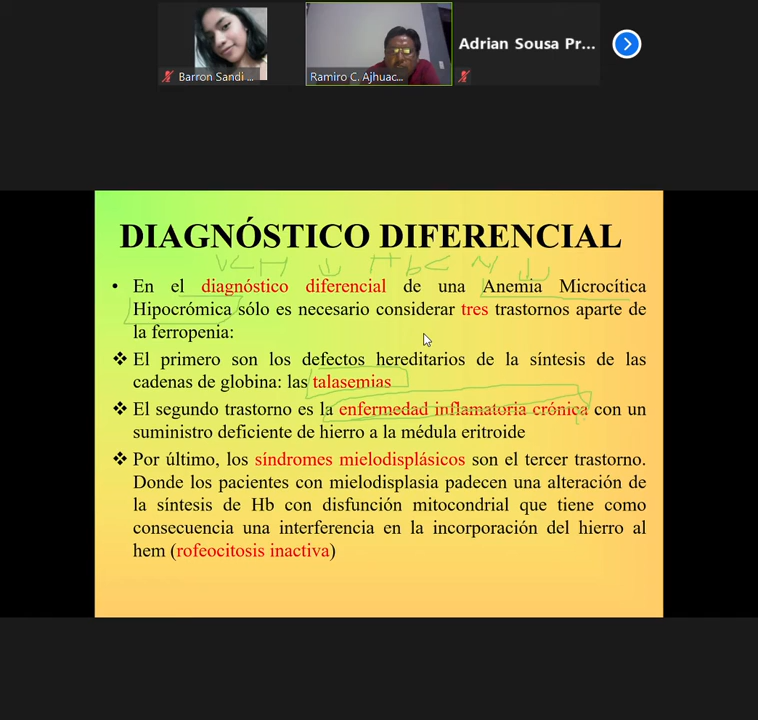 Barron Sandi ...
Ramiro C. Ajhuac...
Adrian Sousa Pr...
DIAGNÓSTICO DIFERENCIAL
• En el diagnóstico diferencial de una Anemia Microcítica
Hipocrómica sólo es necesario considerar tres trastornos aparte de
la ferropenia:
❖ El primero son los defectos hereditarios de la síntesis de las
cadenas de globina: las talasemias
❖ El segundo trastorno es la enfermedad inflamatoria crónica con un
suministro deficiente de hierro a la médula eritroide
❖ Por último, los síndromes mielodisplásicos son el tercer trastorno.
Donde los pacientes con mielodisplasia padecen una alteración de
la síntesis de Hb con disfunción mitocondrial que tiene como
consecuencia una interferencia en la incorporación del hierro al
hem (rofeocitosis inactiva)